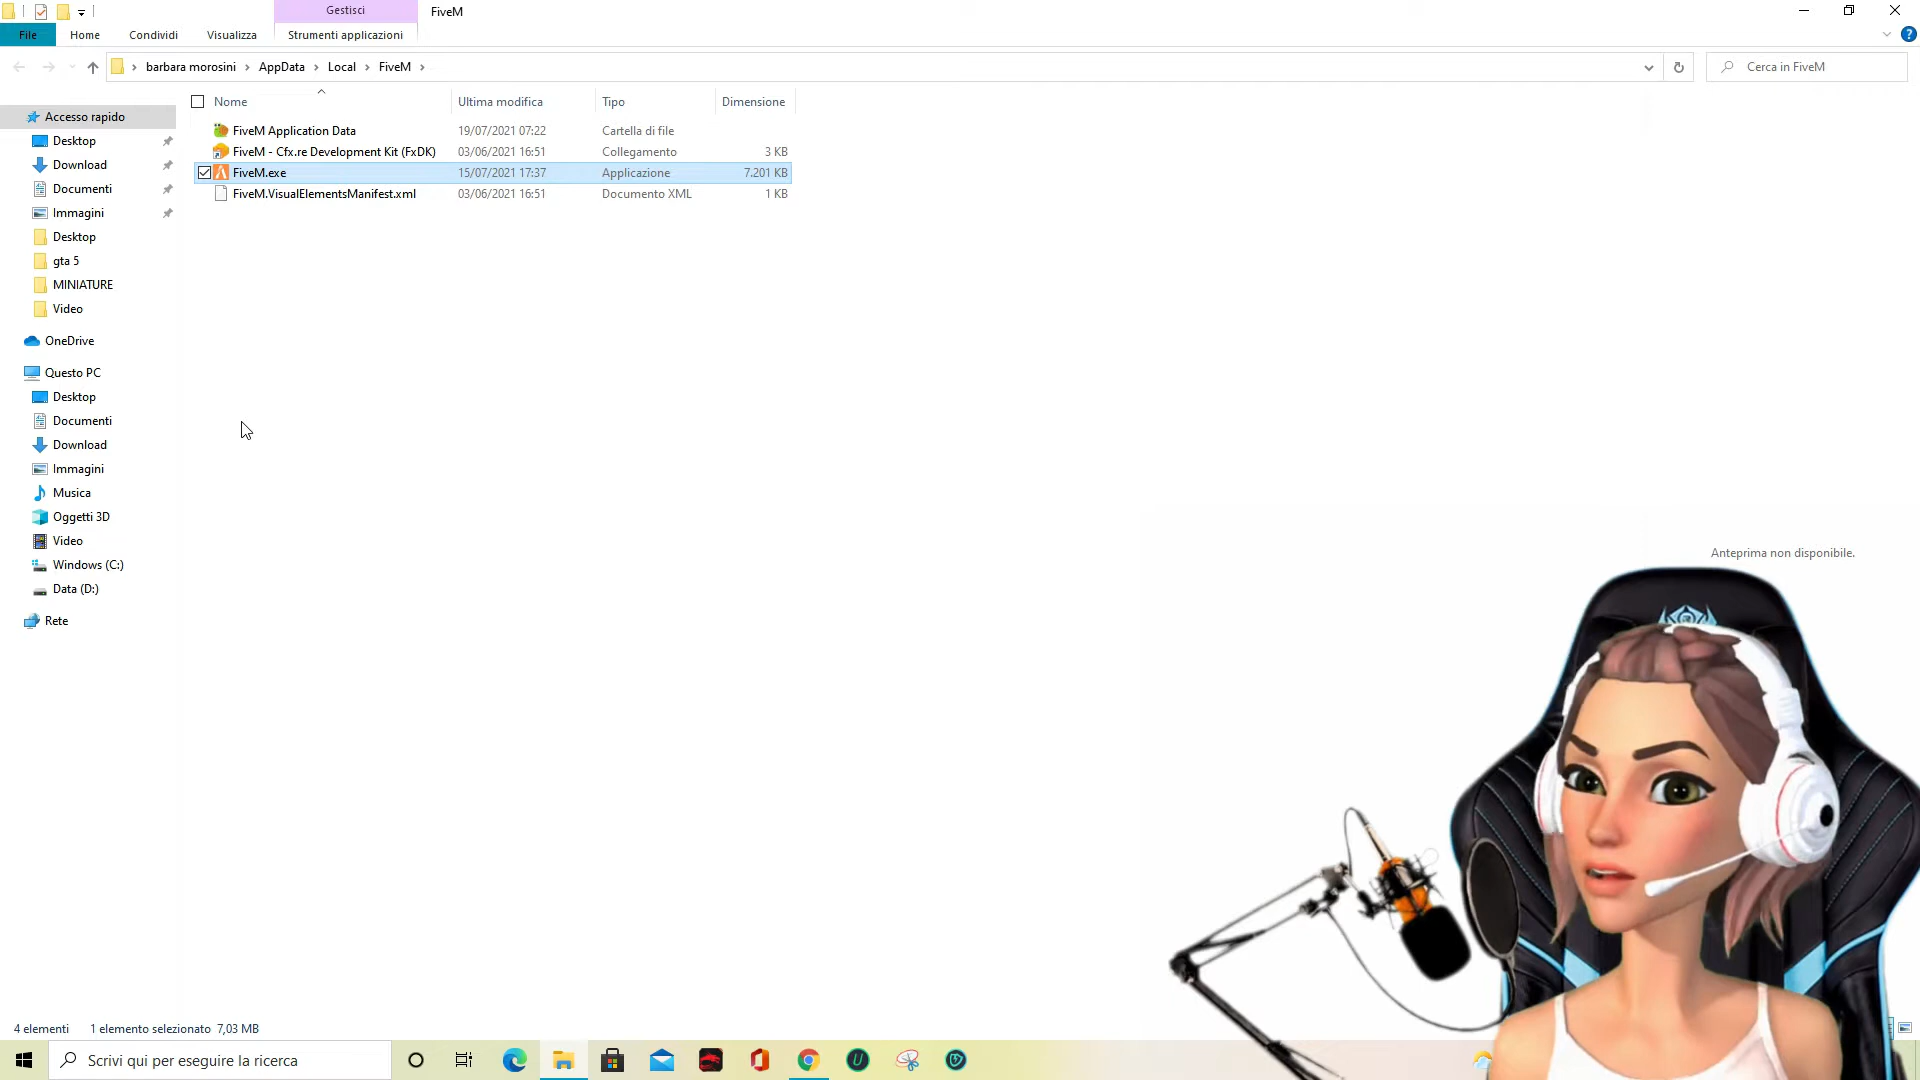 Gestisci
FiveM
File
Home
Condividi
Visualizza
Strumenti applicazioni
barbara morosini
AppData
Local
FiveM
Cerca in FiveM
Nome
Ultima modifica
Tipo
Dimensione
FiveM Application Data 19/07/2021 07:22 Cartella di file
FiveM - Cfx.re Development Kit (FxDK) 03/06/2021 16:51 Collegamento 3 KB
FiveM.exe 15/07/2021 17:37 Applicazione 7.201 KB
FiveM.VisualElementsManifest.xml 03/06/2021 16:51 Documento XML 1 KB
Accesso rapido
Desktop
Download
Documenti
Immagini
Desktop
gta 5
MINIATURE
Video
OneDrive
Questo PC
Desktop
Documenti
Download
Immagini
Musica
Oggetti 3D
Video
Windows (C:)
Data (D:)
Rete
Anteprima non disponibile.
4 elementi
1 elemento selezionato 7,03 MB
Scrivi qui per eseguire la ricerca